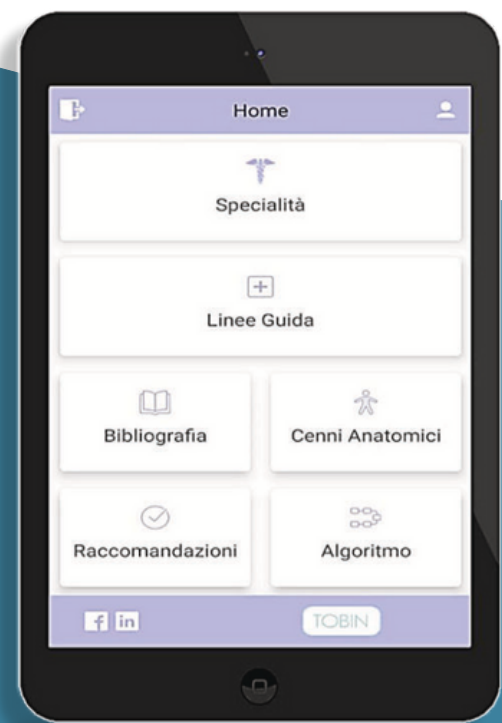 Home
Specialità
Linee Guida
Bibliografia
Cenni Anatomici
Raccomandazioni
Algoritmo
f in
TOBIN